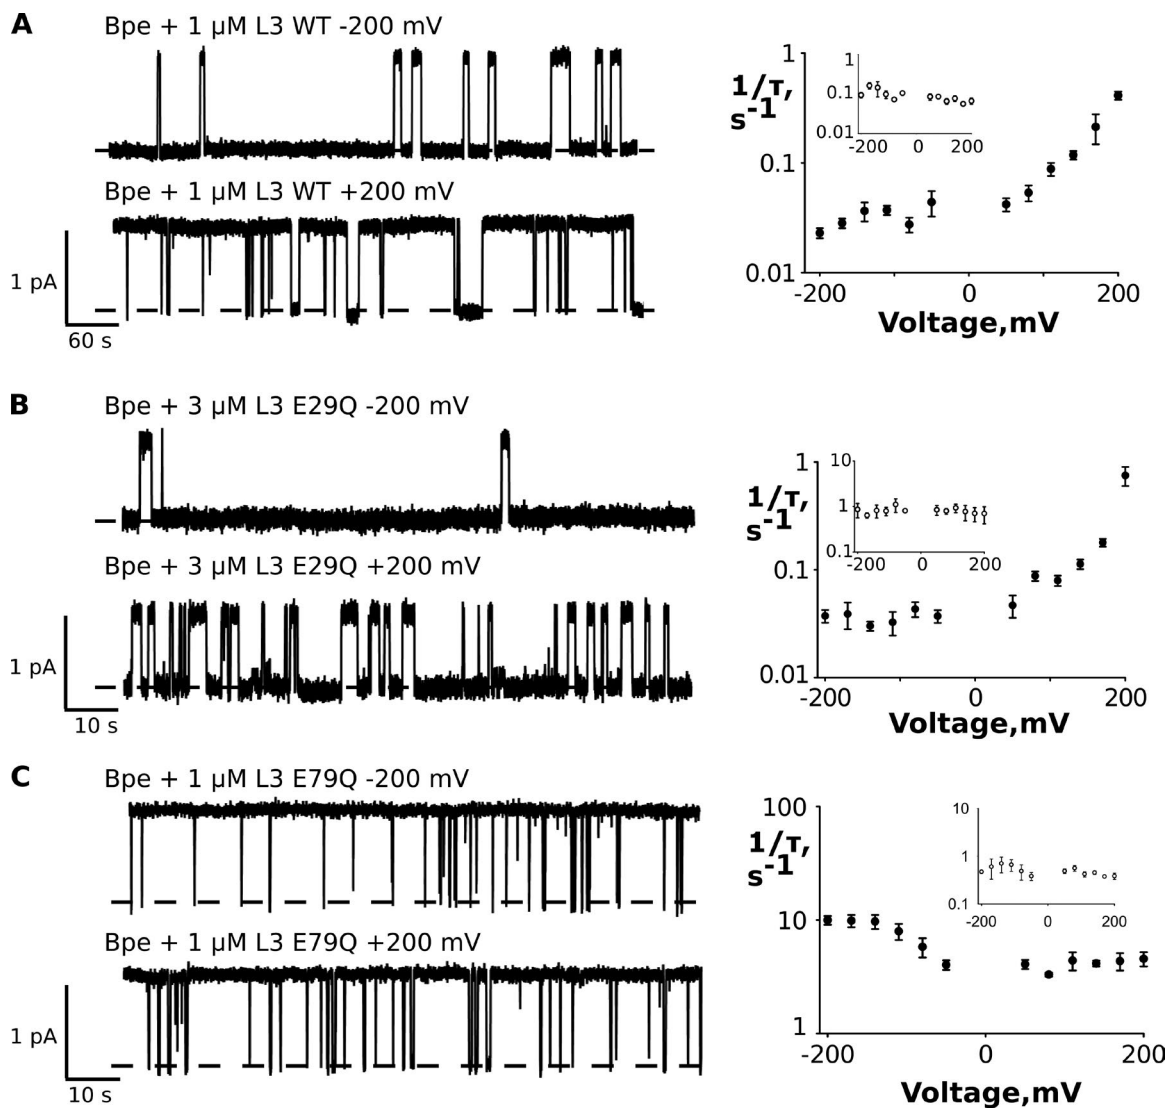 A
Bpe + 1 μM L3 WT -200 mV
Bpe + 1 μM L3 WT +200 mV
1 pA
60 s
1/τ,
s-1
1
0.1
0.01
-200
0
200
Voltage,mV
1
0.1
0.01
-200
0
200
B
Bpe + 3 μM L3 E29Q -200 mV
Bpe + 3 μM L3 E29Q +200 mV
1 pA
10 s
1/τ,
s-1
1
0.1
0.01
-200
0
200
Voltage,mV
10
1
0.1
-200
0
200
C
Bpe + 1 μM L3 E79Q -200 mV
Bpe + 1 μM L3 E79Q +200 mV
1 pA
10 s
1/τ,
s-1
100
10
1
-200
0
200
Voltage,mV
10
1
0.1
-200
0
200